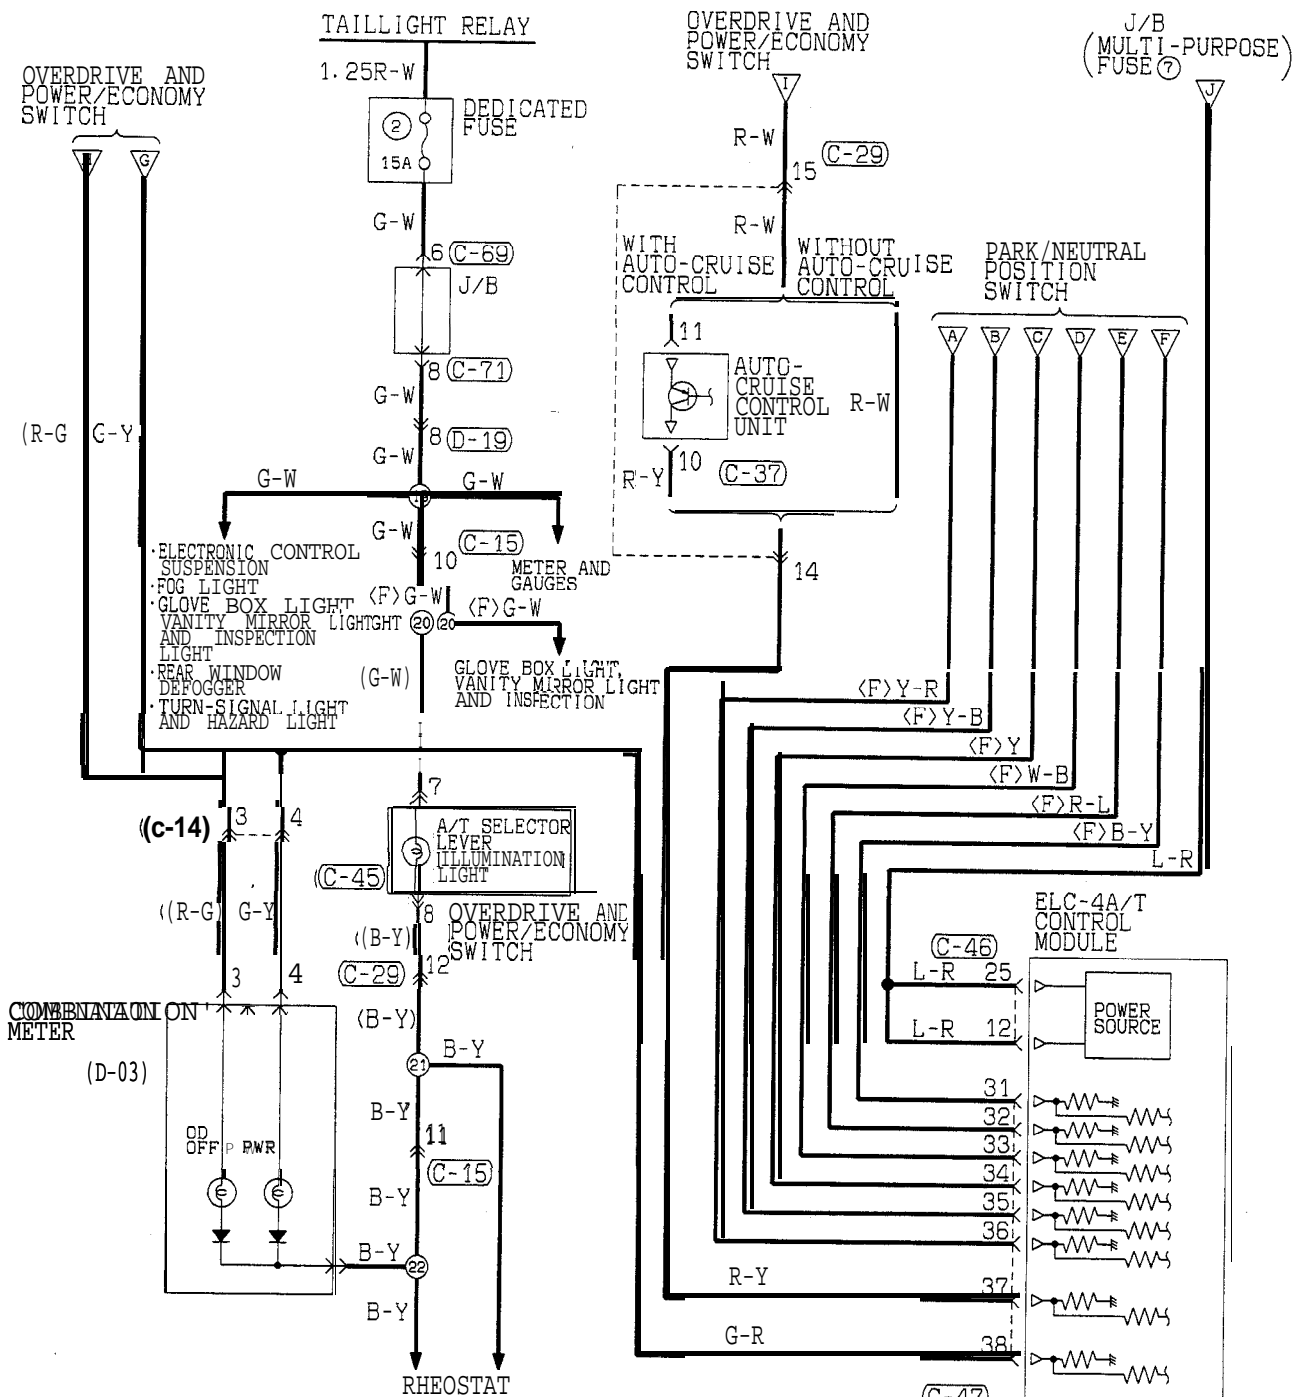 TAILLIGHT RELAY
1.25R-W
DEDICATED
FUSE
2
15A
G-W
6 C-69
J/B
8 C-71
G-W
8 D-19
G-W
G-W
G-W
G-W
C-15
10
OVERDRIVE AND
POWER/ECONOMY
SWITCH
G
(R-G
G-Y
·ELECTRONIC CONTROL
SUSPENSION
·FOG LIGHT
·GLOVE BOX LIGHT,
VANITY MIRROR LIGHT
AND INSPECTION
LIGHT
·REAR WINDOW
DEFOGGER
·TURN-SIGNAL LIGHT
AND HAZARD LIGHT
METER AND
GAUGES
<F>G-W
<F>G-W
20
20
(G-W)
GLOVE BOX LIGHT,
VANITY MIRROR LIGHT
AND INSPECTION
OVERDRIVE AND
POWER/ECONOMY
SWITCH
I
R-W
C-29
15
R-W
WITH
AUTO-CRUISE
CONTROL
WITHOUT
AUTO-CRUISE
CONTROL
11
AUTO-
CRUISE
CONTROL
UNIT
R-W
10
R-Y
C-37
14
J/B
(MULTI-PURPOSE)
FUSE 7
J
PARK/NEUTRAL
POSITION
SWITCH
A B C D E F
<F>Y-R
<F>Y-B
<F>Y
<F>W-B
<F>R-L
<F>B-Y
L-R
7
A/T SELECTOR
LEVER
ILLUMINATION
LIGHT
C-45
8
OVERDRIVE AND
POWER/ECONOMY
SWITCH
(B-Y)
C-29
12
(B-Y)
21
B-Y
B-Y
11
C-15
B-Y
B-Y
22
B-Y
RHEOSTAT
(c-14)
3
4
(R-G)
G-Y
3
4
COMBINATION
METER
(D-03)
OD
OFF
PWR
ELC-4A/T
CONTROL
MODULE
C-46
L-R 25
L-R 12
POWER
SOURCE
31
32
33
34
35
36
R-Y
37
G-R
38
C-47